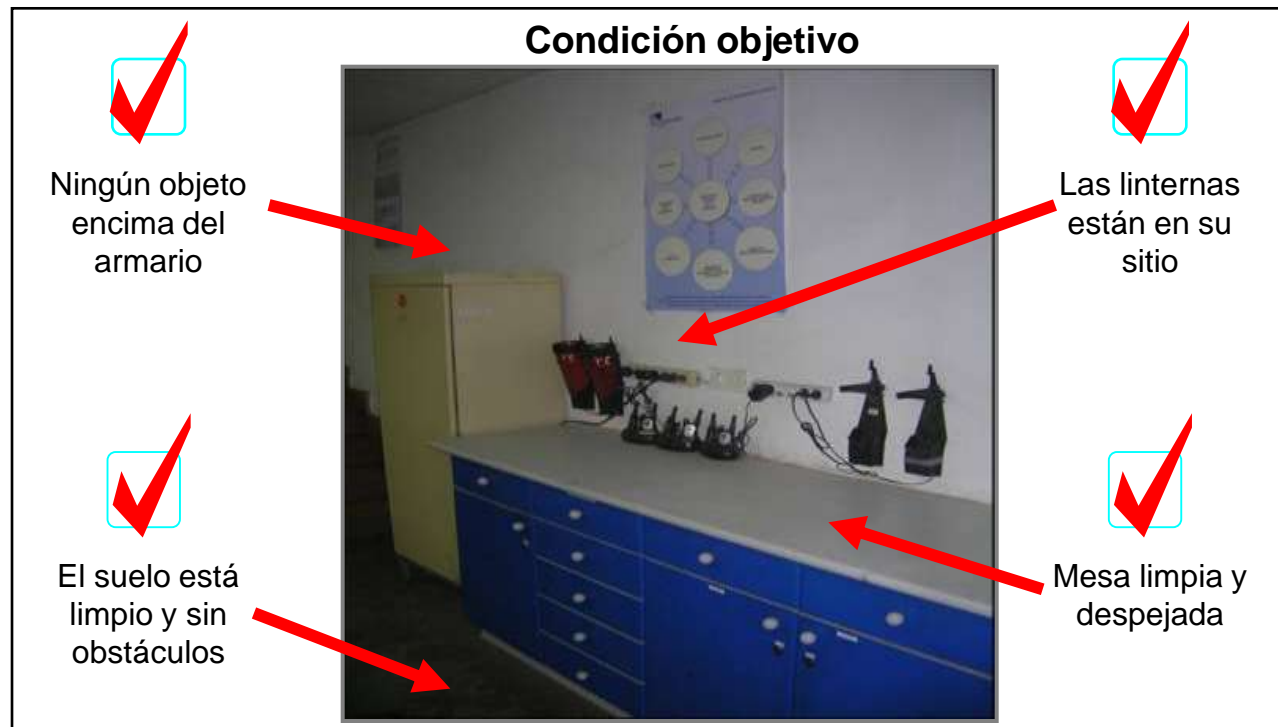 Condición objetivo
Ningún objeto
encima del
armario
Las linternas
están en su
sitio
El suelo está
limpio y sin
obstáculos
Mesa limpia y
despejada